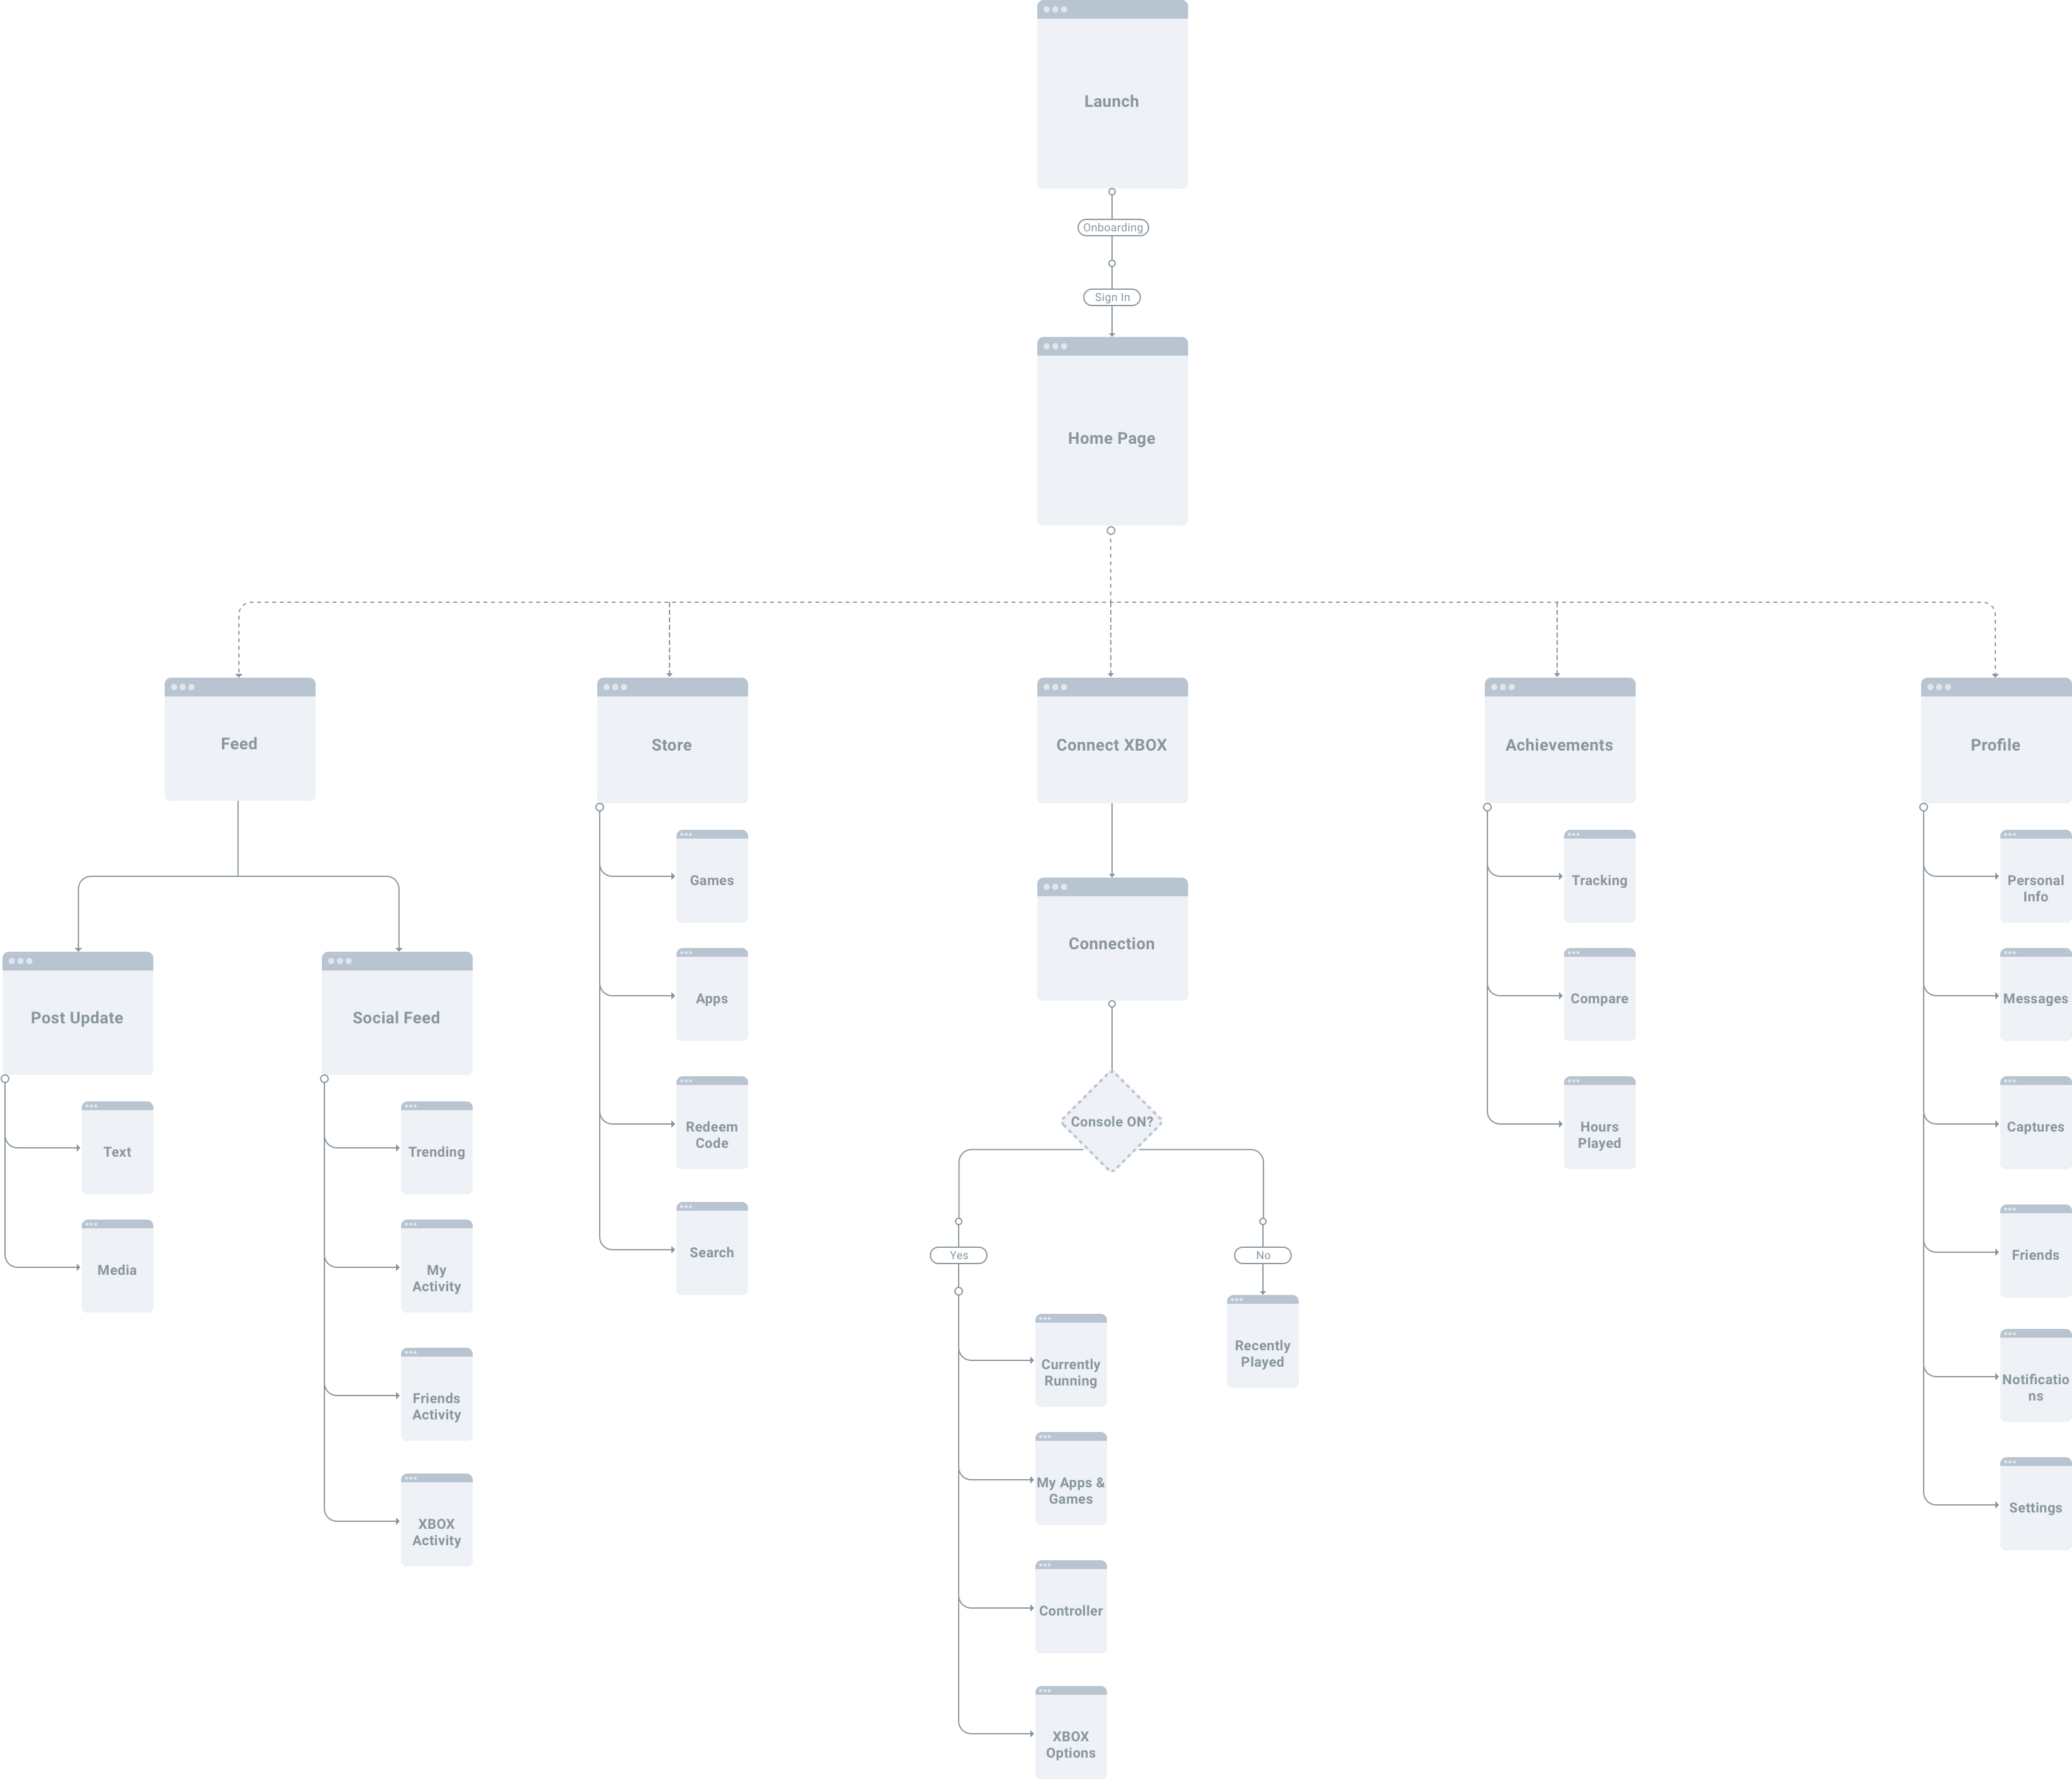 Launch
Onboarding
Sign In
Home Page
Feed
Store
Connect XBOX
Achievements
Profile
Post Update
Text
Media
Social Feed
Trending
My
Activity
Friends
Activity
XBOX
Activity
Games
Apps
Redeem
Code
Search
Connection
Console ON?
Yes
Currently
Running
My Apps &
Games
Controller
XBOX
Options
No
Recently
Played
Tracking
Compare
Hours
Played
Personal
Info
Messages
Captures
Friends
Notificatio
ns
Settings